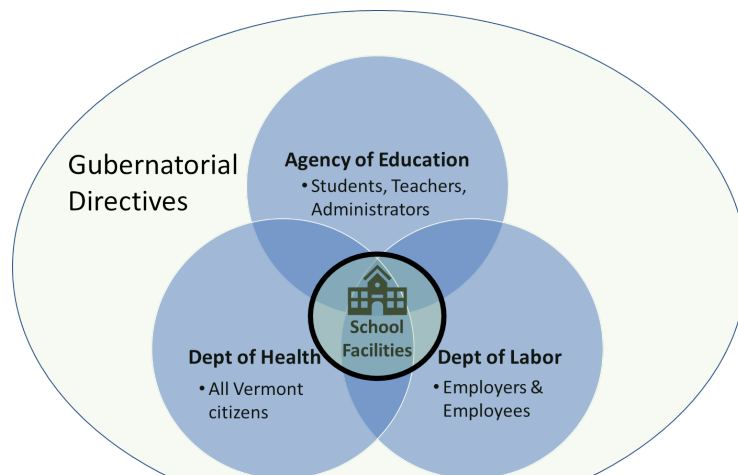 Gubernatorial
Directives
Agency of Education
• Students, Teachers,
Administrators
School
Facilities
Dept of Health
• All Vermont
citizens
Dept of Labor
• Employers &
Employees